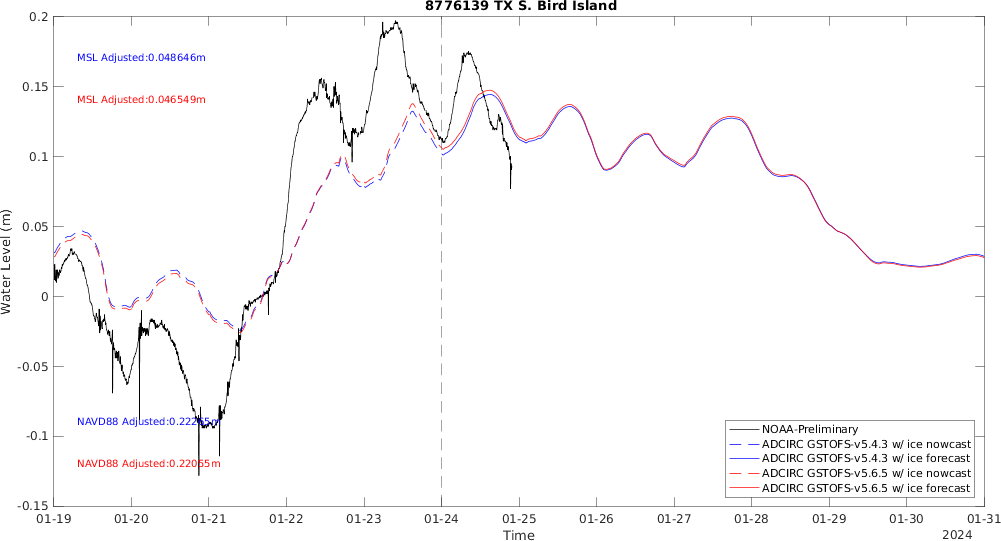 8776139 TX S. Bird Island
Water Level (m)
0.2
0.15
0.1
0.05
0
-0.05
-0.1
-0.15
MSL Adjusted:0.048646m
MSL Adjusted:0.046549m
NAVD88 Adjusted:0.22265m
NAVD88 Adjusted:0.22065m
NOAA-Preliminary
ADCIRC GSTOFS-v5.4.3 w/ ice nowcast
ADCIRC GSTOFS-v5.4.3 w/ ice forecast
ADCIRC GSTOFS-v5.6.5 w/ ice nowcast
ADCIRC GSTOFS-v5.6.5 w/ ice forecast
01-19 01-20 01-21 01-22 01-23 01-24 01-25 01-26 01-27 01-28 01-29 01-30 01-31
Time
2024